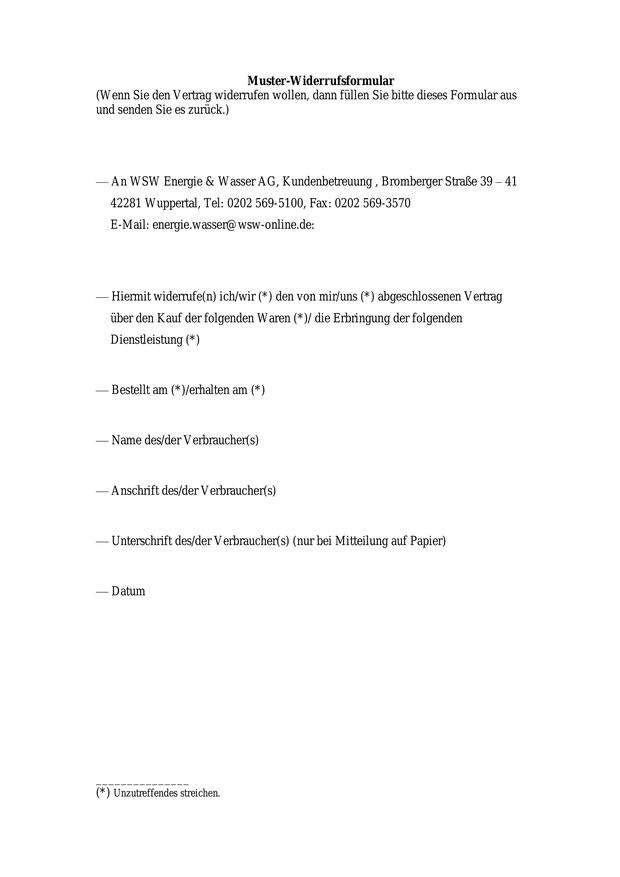 Muster-Widerrufsformular
(Wenn Sie den Vertrag widerrufen wollen, dann füllen Sie bitte dieses Formular aus
und senden Sie es zurück.)
— An WSW Energie & Wasser AG, Kundenbetreuung , Bromberger Straße 39 – 41
42281 Wuppertal, Tel: 0202 569-5100, Fax: 0202 569-3570
E-Mail: energie.wasser@wsw-online.de:
— Hiermit widerrufe(n) ich/wir (*) den von mir/uns (*) abgeschlossenen Vertrag
über den Kauf der folgenden Waren (*)/ die Erbringung der folgenden
Dienstleistung (*)
— Bestellt am (*)/erhalten am (*)
— Name des/der Verbraucher(s)
— Anschrift des/der Verbraucher(s)
— Unterschrift des/der Verbraucher(s) (nur bei Mitteilung auf Papier)
— Datum
_______________
(*) Unzutreffendes streichen.